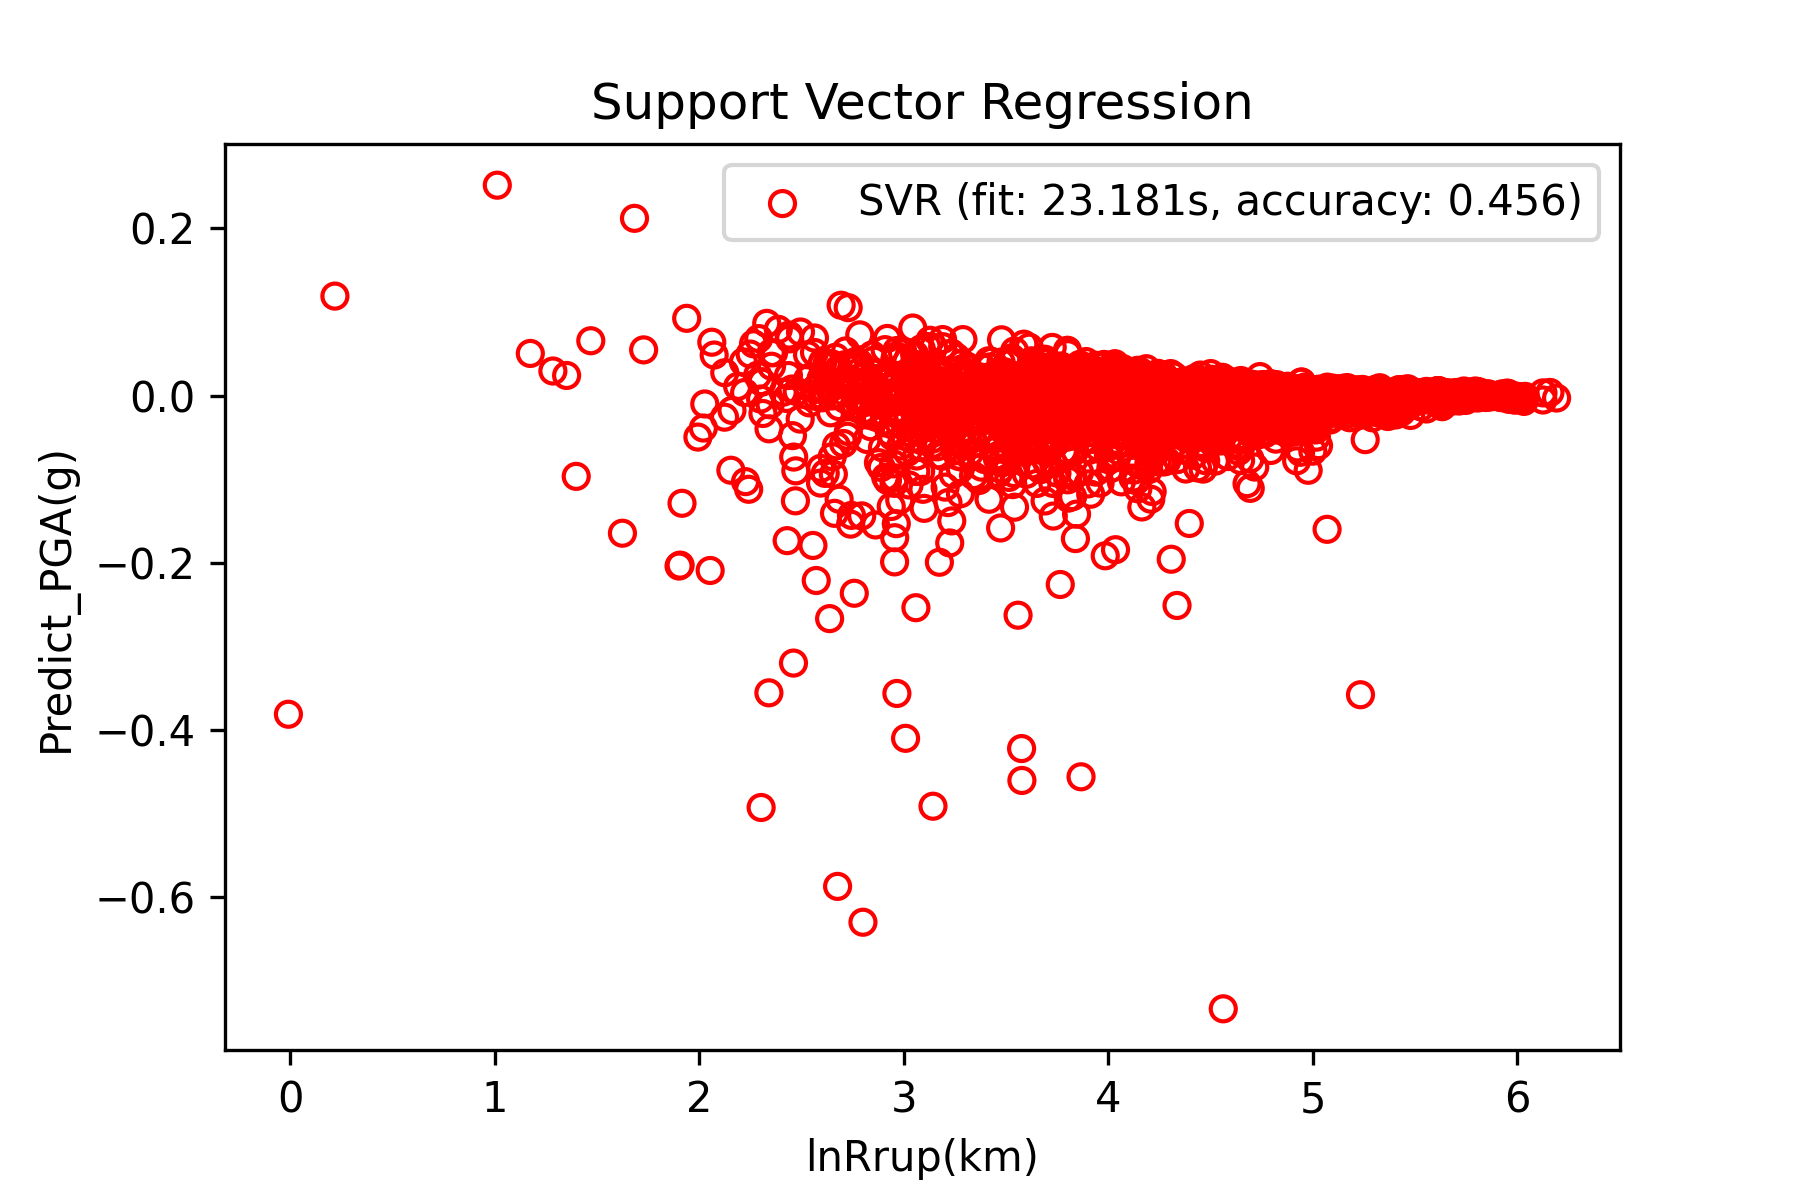 Support Vector Regression
SVR (fit: 23.181s, accuracy: 0.456)
0.2
0.0
−0.2
−0.4
−0.6
Predict_PGA(g)
0 1 2 3 4 5 6
lnRrup(km)